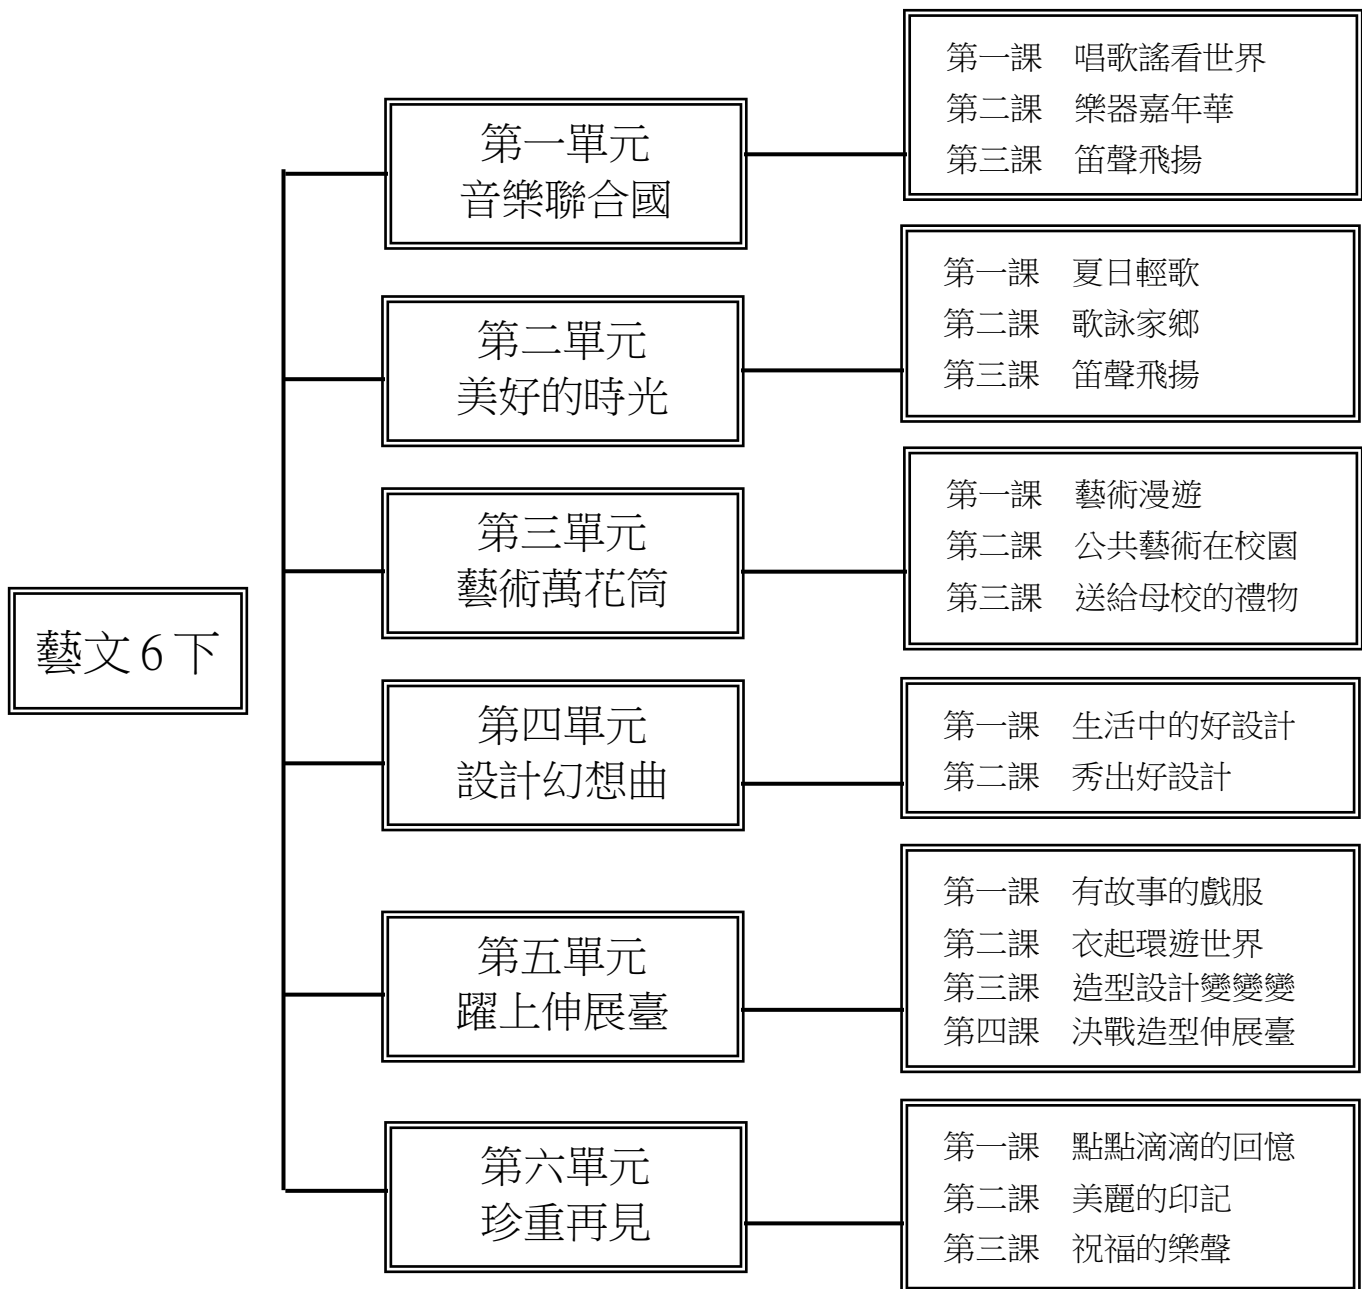 藝文6下
第一單元
音樂聯合國
第一課　唱歌謠看世界
第二課　樂器嘉年華
第三課　笛聲飛揚
第二單元
美好的時光
第一課　夏日輕歌
第二課　歌詠家鄉
第三課　笛聲飛揚
第三單元
藝術萬花筒
第一課　藝術漫遊
第二課　公共藝術在校園
第三課　送給母校的禮物
第四單元
設計幻想曲
第一課　生活中的好設計
第二課　秀出好設計
第五單元
躍上伸展臺
第一課　有故事的戲服
第二課　衣起環遊世界
第三課　造型設計變變變
第四課　決戰造型伸展臺
第六單元
珍重再見
第一課　點點滴滴的回憶
第二課　美麗的印記
第三課　祝福的樂聲